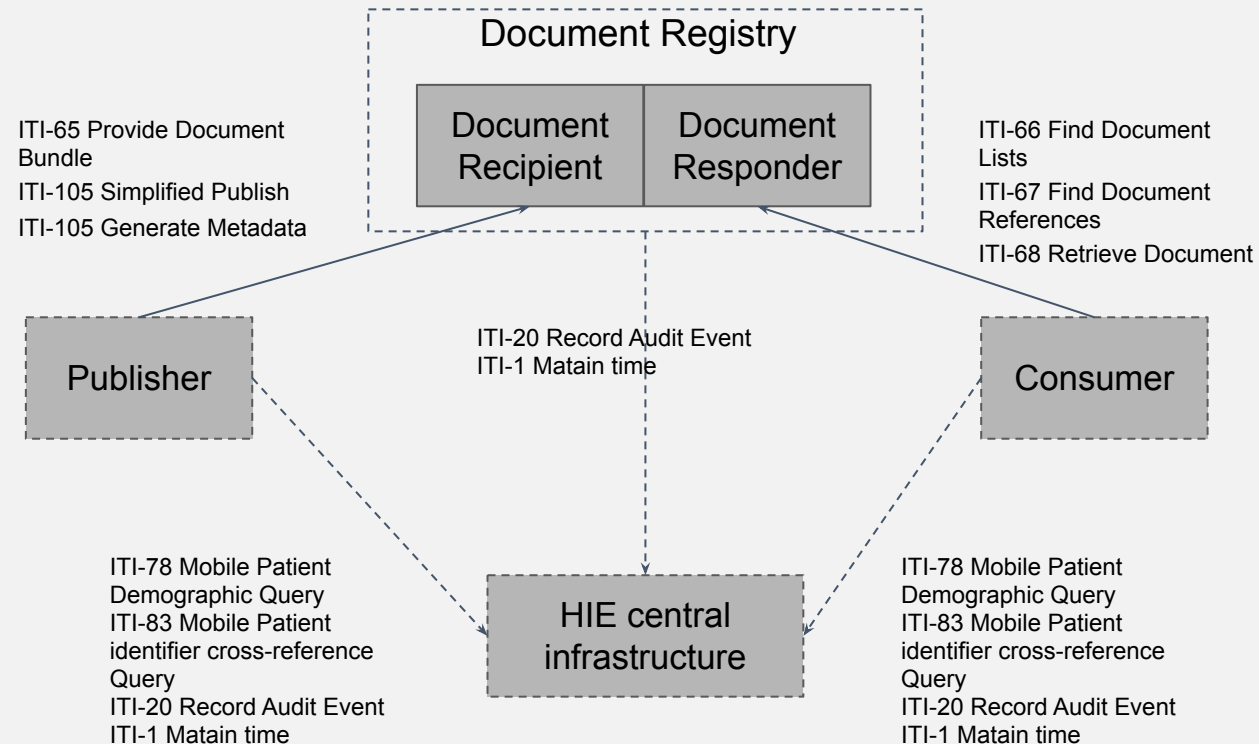 Document Registry
Document
Recipient
Document
Responder
ITI-65 Provide Document
Bundle
ITI-105 Simplified Publish
ITI-105 Generate Metadata
ITI-66 Find Document
Lists
ITI-67 Find Document
References
ITI-68 Retrieve Document
Publisher
ITI-20 Record Audit Event
ITI-1 Matain time
Consumer
ITI-78 Mobile Patient
Demographic Query
ITI-83 Mobile Patient
identifier cross-reference
Query
ITI-20 Record Audit Event
ITI-1 Matain time
HIE central
infrastructure
ITI-78 Mobile Patient
Demographic Query
ITI-83 Mobile Patient
identifier cross-reference
Query
ITI-20 Record Audit Event
ITI-1 Matain time